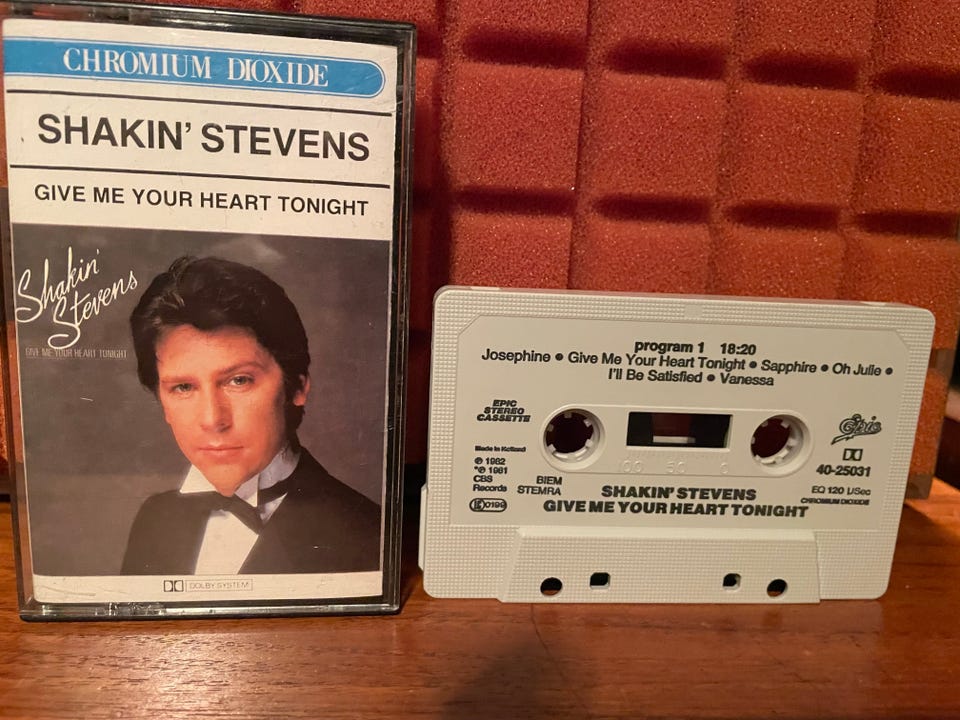 CHROMIUM DIOXIDE
SHAKIN' STEVENS
GIVE ME YOUR HEART TONIGHT
Shakin'
Stevens
GIVE ME YOUR HEART TONIGHT
DOLBY SYSTEM
program 1 18:20
Josephine • Give Me Your Heart Tonight • Sapphire • Oh Julie •
I'll Be Satisfied • Vanessa
EPIC
STEREO
CASSETTE
Epic
Made in Holland
℗ 1982
*℗ 1981
CBS
Records
BIEM
STEMRA
100 50 0
40-25031
EQ 120 μSec
CHROMIUM DIOXIDE
SHAKIN' STEVENS
GIVE ME YOUR HEART TONIGHT